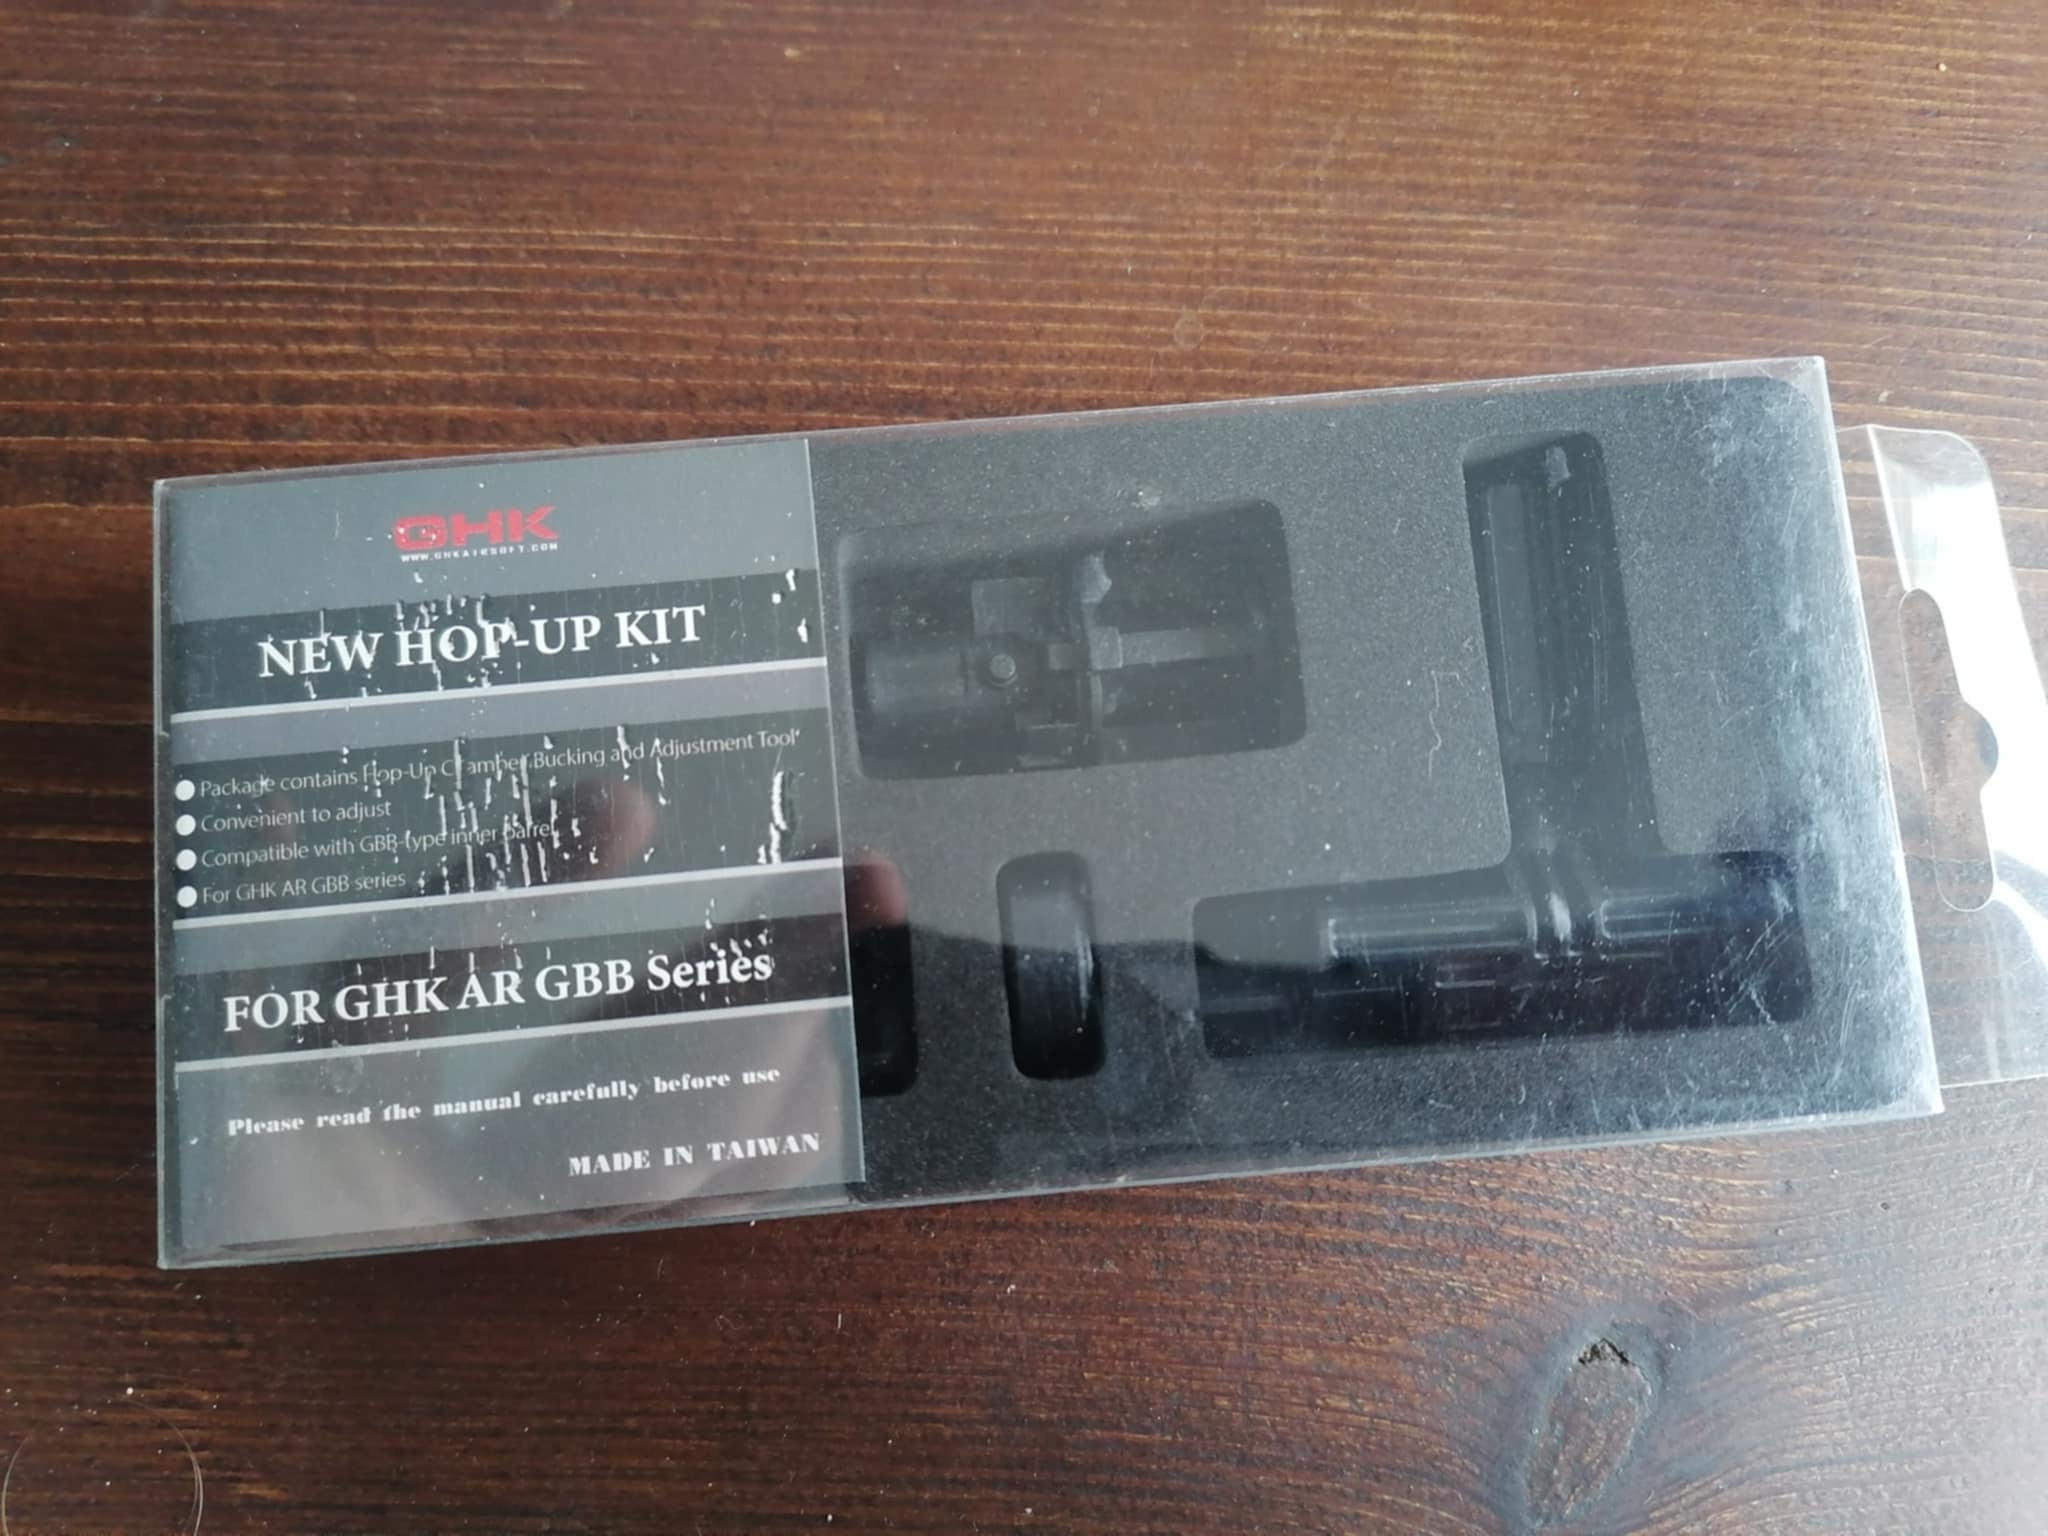 GHK
WWW.GHKAIRSOFT.COM
NEW HOP-UP KIT
Package contains Hop-Up Chamber, Bucking and Adjustment Tool
Convenient to adjust
Compatible with GBB-type inner barrel
For GHK AR GBB series
FOR GHK AR GBB Series
Please read the manual carefully before use
MADE IN TAIWAN